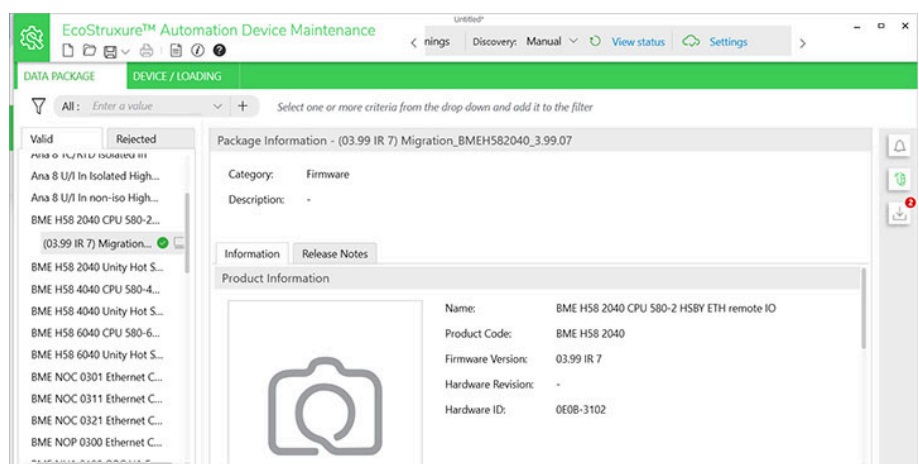 Untitled*
EcoStruxure™ Automation Device Maintenance
nings Discovery: Manual View status Settings
DATA PACKAGE DEVICE / LOADING
All: Enter a value + Select one or more criteria from the drop down and add it to the filter
Valid Rejected
Package Information - (03.99 IR 7) Migration_BMEH582040_3.99.07
Ana 8 U/I In Isolated High...
Ana 8 U/I In non-iso High...
BME H58 2040 CPU 580-2...
(03.99 IR 7) Migration...
BME H58 2040 Unity Hot S...
BME H58 4040 CPU 580-4...
BME H58 4040 Unity Hot S...
BME H58 6040 CPU 580-6...
BME H58 6040 Unity Hot S...
BME NOC 0301 Ethernet C...
BME NOC 0311 Ethernet C...
BME NOC 0321 Ethernet C...
BME NOP 0300 Ethernet C...
Category: Firmware
Description: -
Information Release Notes
Product Information
Name: BME H58 2040 CPU 580-2 HSBY ETH remote IO
Product Code: BME H58 2040
Firmware Version: 03.99 IR 7
Hardware Revision: -
Hardware ID: 0E0B-3102
2